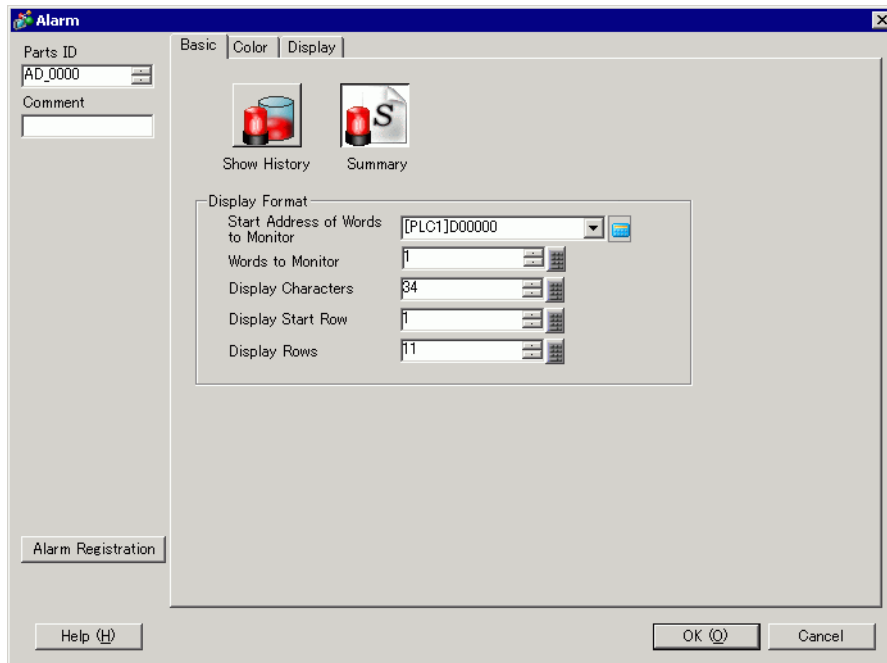 Alarm
Parts ID
AD_0000
Comment
Alarm Registration
Basic Color Display
S
Show History Summary
Display Format
Start Address of Words
to Monitor
[PLC1]D00000
Words to Monitor 1
Display Characters 34
Display Start Row 1
Display Rows 11
Help (H) OK (O) Cancel